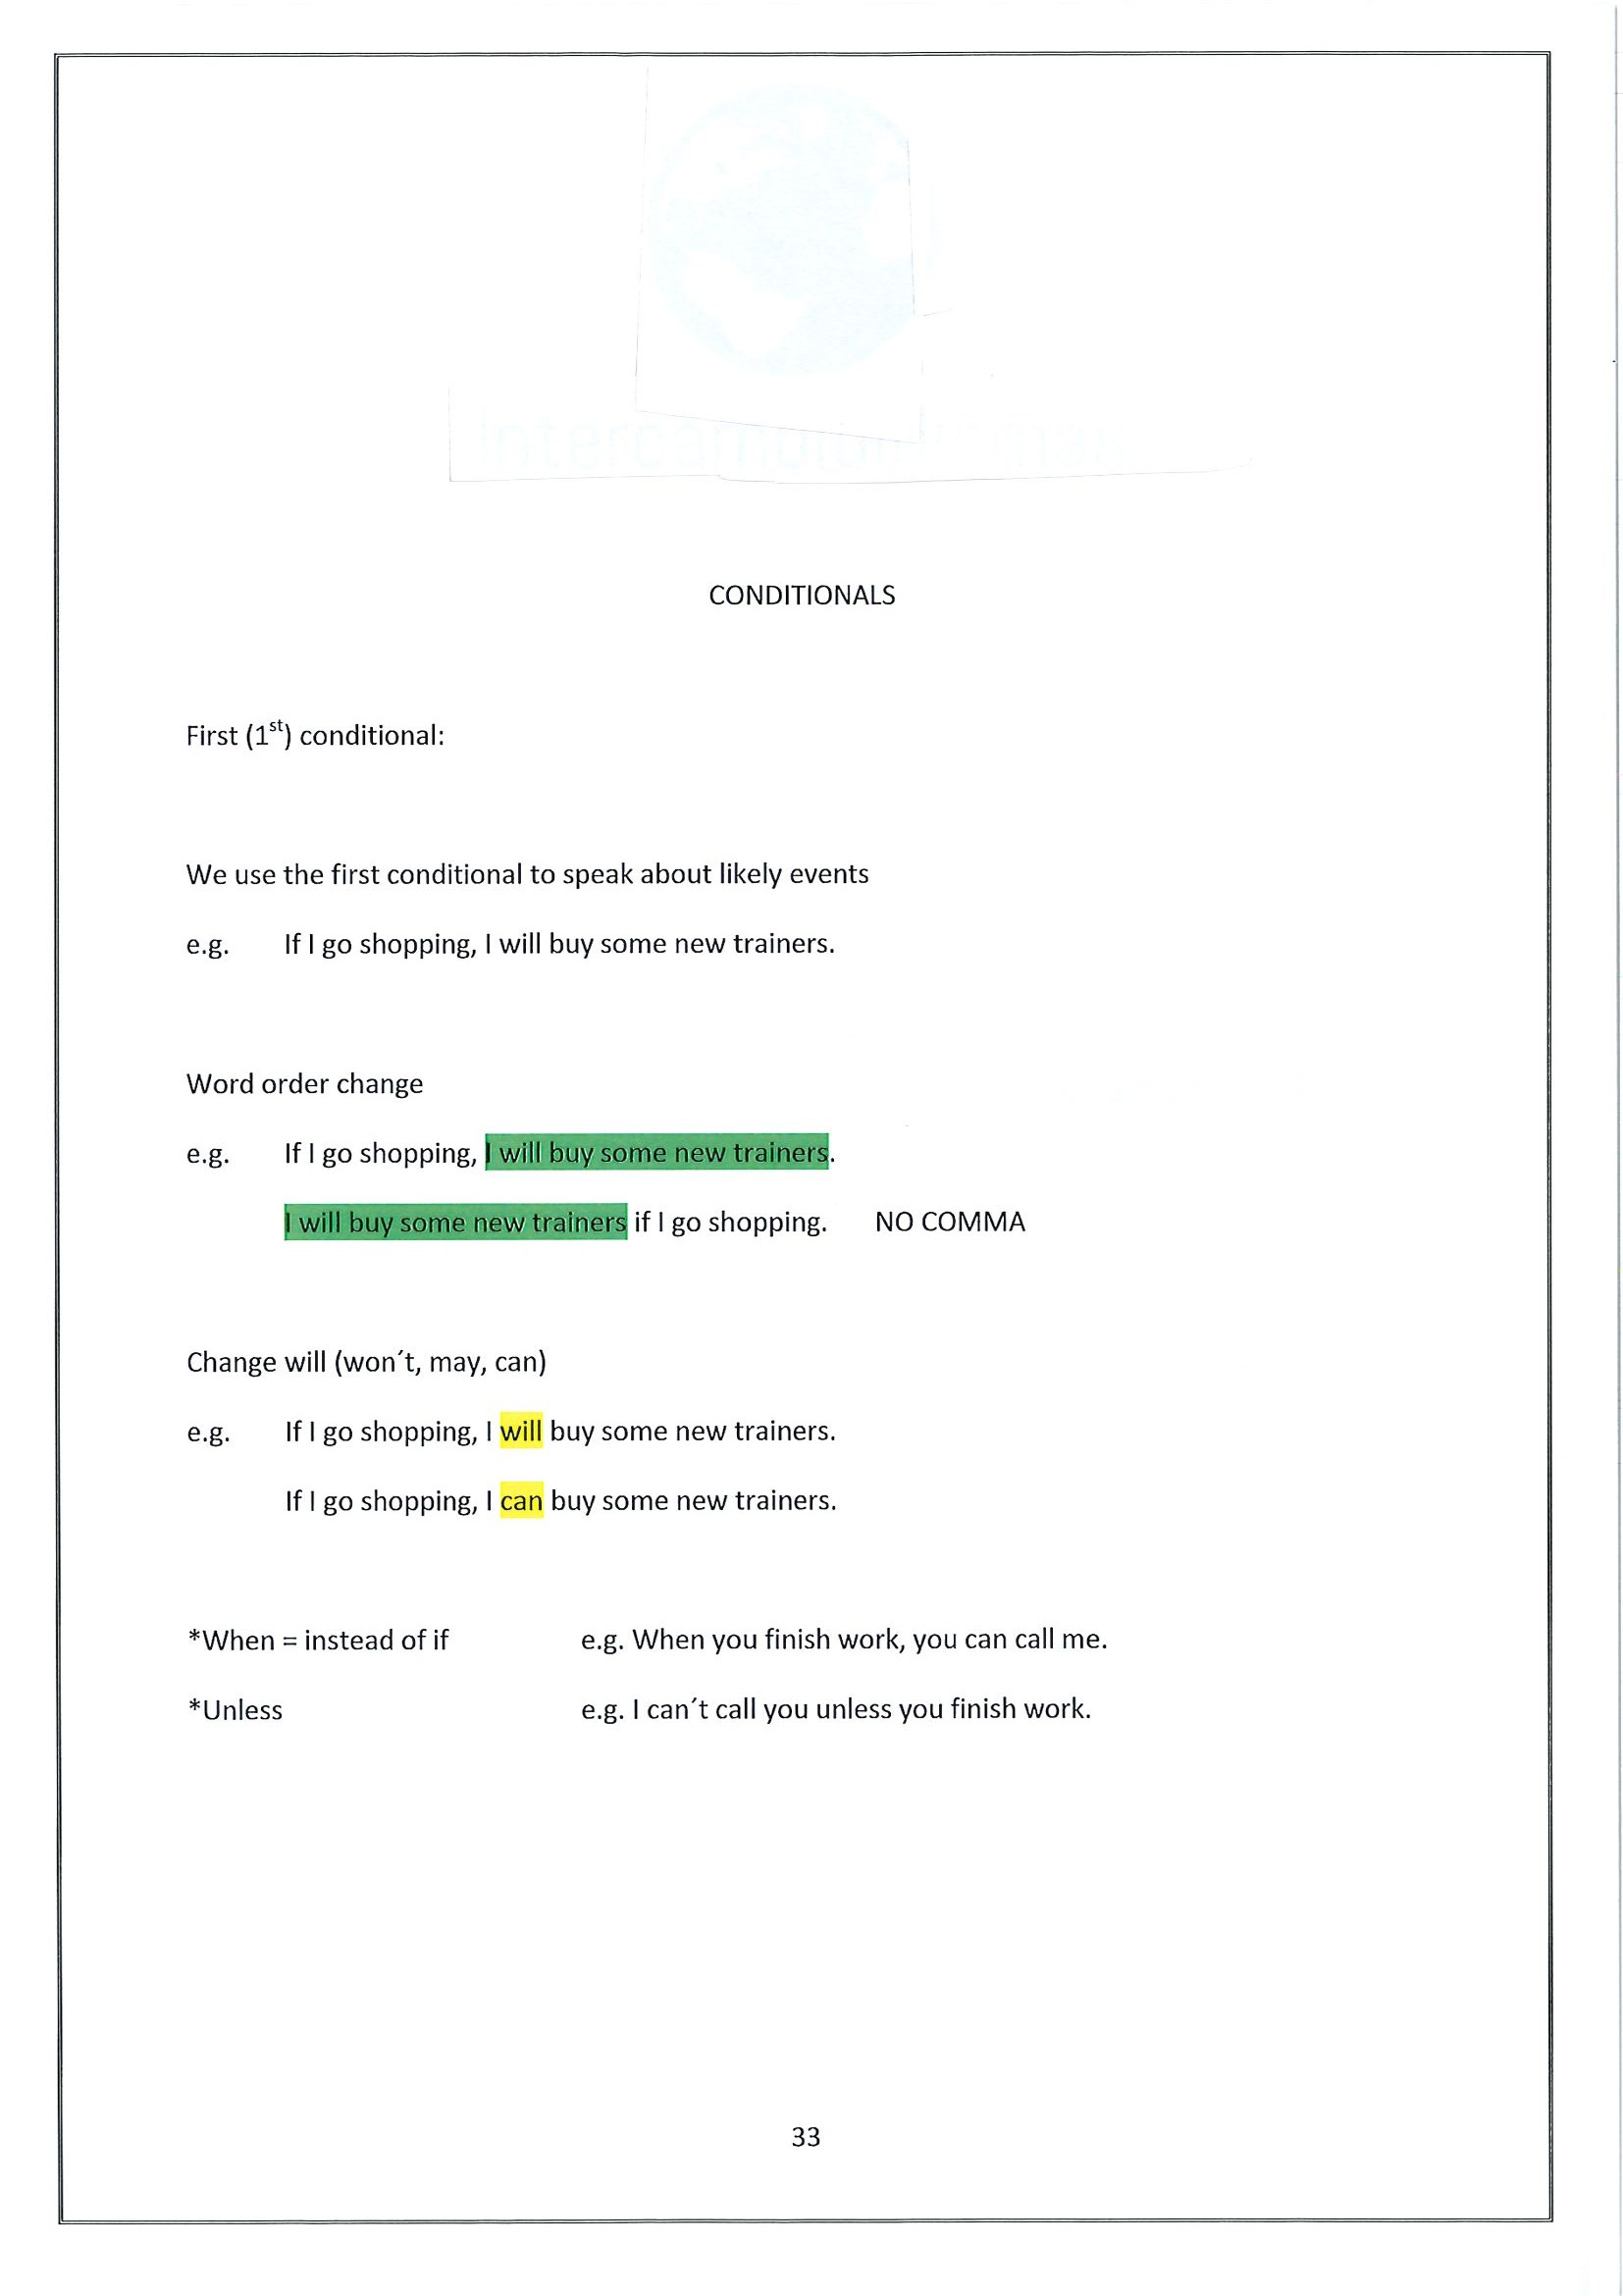 CONDITIONALS
First (1st) conditional:
We use the first conditional to speak about likely events
e.g. If I go shopping, I will buy some new trainers.
Word order change
e.g. If I go shopping, I will buy some new trainers.
I will buy some new trainers if I go shopping. NO COMMA
Change will (won´t, may, can)
e.g. If I go shopping, I will buy some new trainers.
If I go shopping, I can buy some new trainers.
*When = instead of if e.g. When you finish work, you can call me.
*Unless e.g. I can´t call you unless you finish work.
33